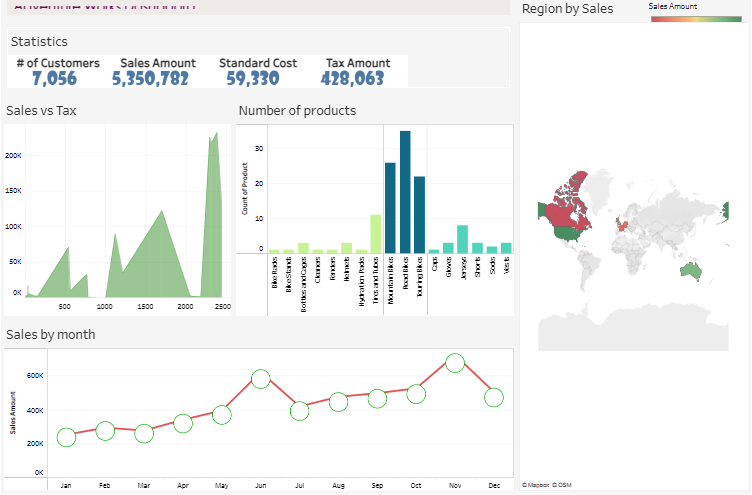 Region by Sales
Sales Amount
Statistics
# of Customers Sales Amount Standard Cost Tax Amount
7,056 5,350,782 59,330 428,063
Sales vs Tax
200K
150K
100K
50K
0K
500 1000 1500 2000 2500
Number of products
Count of Product
30
20
10
0
Bike Racks
Bike Stands
Bottles and Cages
Cleaners
Fenders
Helmets
Hydration Packs
Tires and Tubes
Mountain Bikes
Road Bikes
Touring Bikes
Caps
Gloves
Jerseys
Shorts
Socks
Vests
Sales by month
Sales Amount
600K
400K
200K
0K
Jan Feb Mar Apr May Jun Jul Aug Sep Oct Nov Dec
© Mapbox © OSM